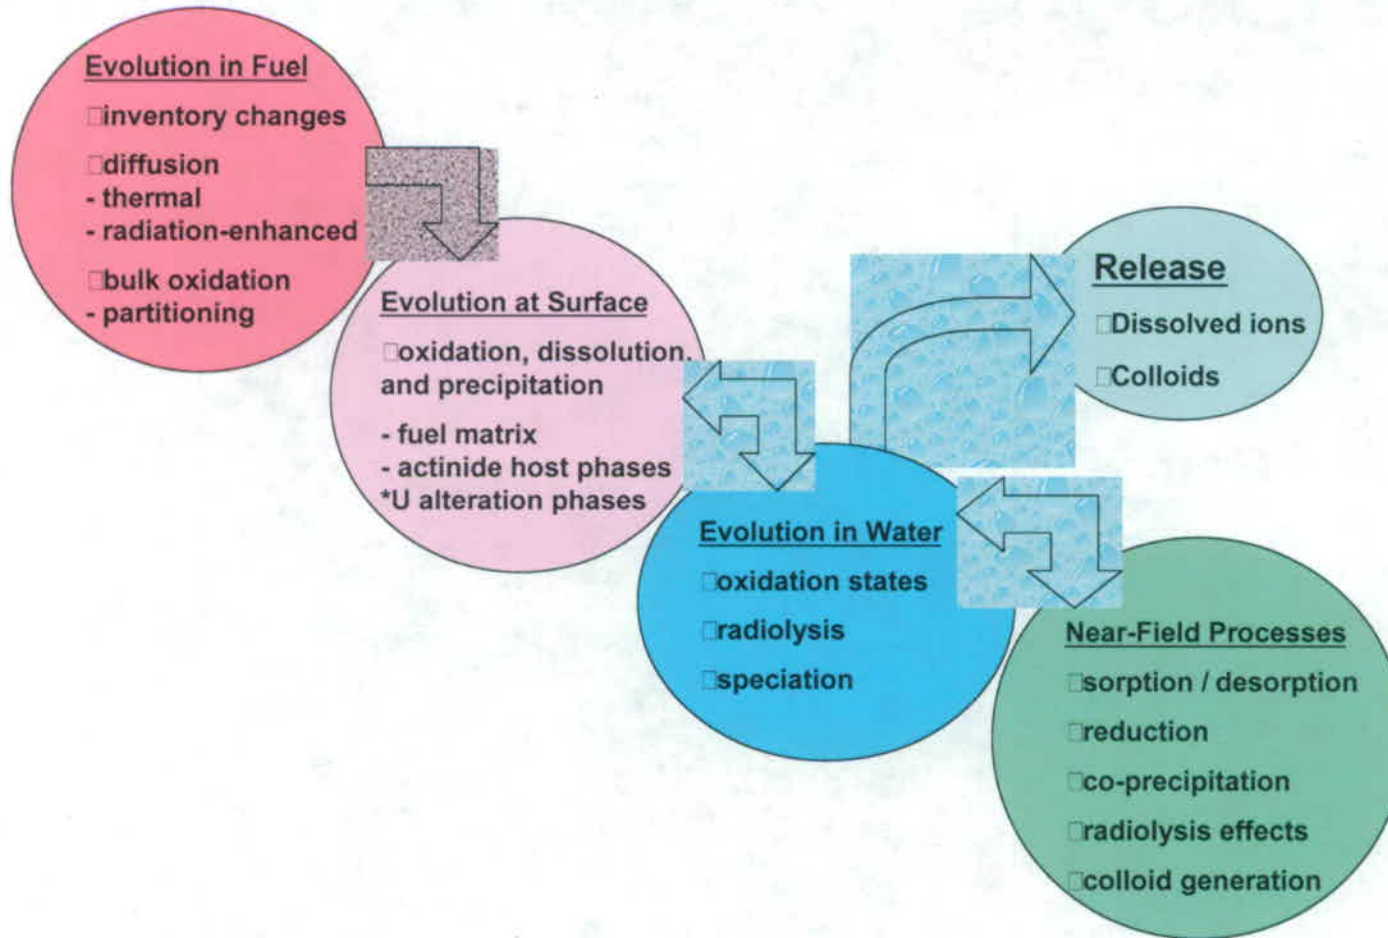 Evolution in Fuel
□inventory changes
□diffusion
- thermal
- radiation-enhanced
□bulk oxidation
- partitioning
Evolution at Surface
□oxidation, dissolution,
and precipitation
- fuel matrix
- actinide host phases
*U alteration phases
Release
□Dissolved ions
□Colloids
Evolution in Water
□oxidation states
□radiolysis
□speciation
Near-Field Processes
□sorption / desorption
□reduction
□co-precipitation
□radiolysis effects
□colloid generation